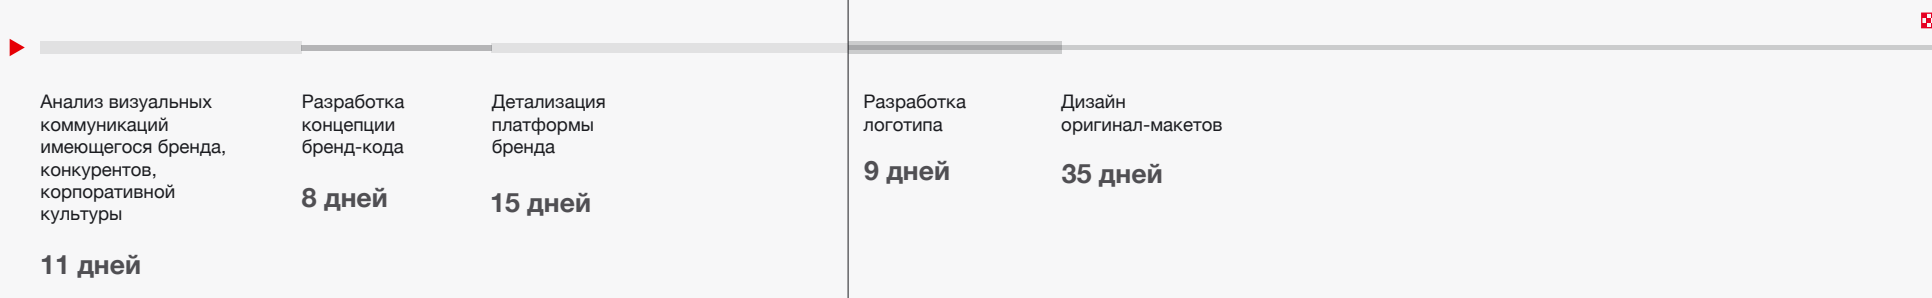 Анализ визуальных
коммуникаций
имеющегося бренда,
конкурентов,
корпоративной
культуры
11 дней
Разработка
концепции
бренд-кода
8 дней
Детализация
платформы
бренда
15 дней
Разработка
логотипа
9 дней
Дизайн
оригинал-макетов
35 дней